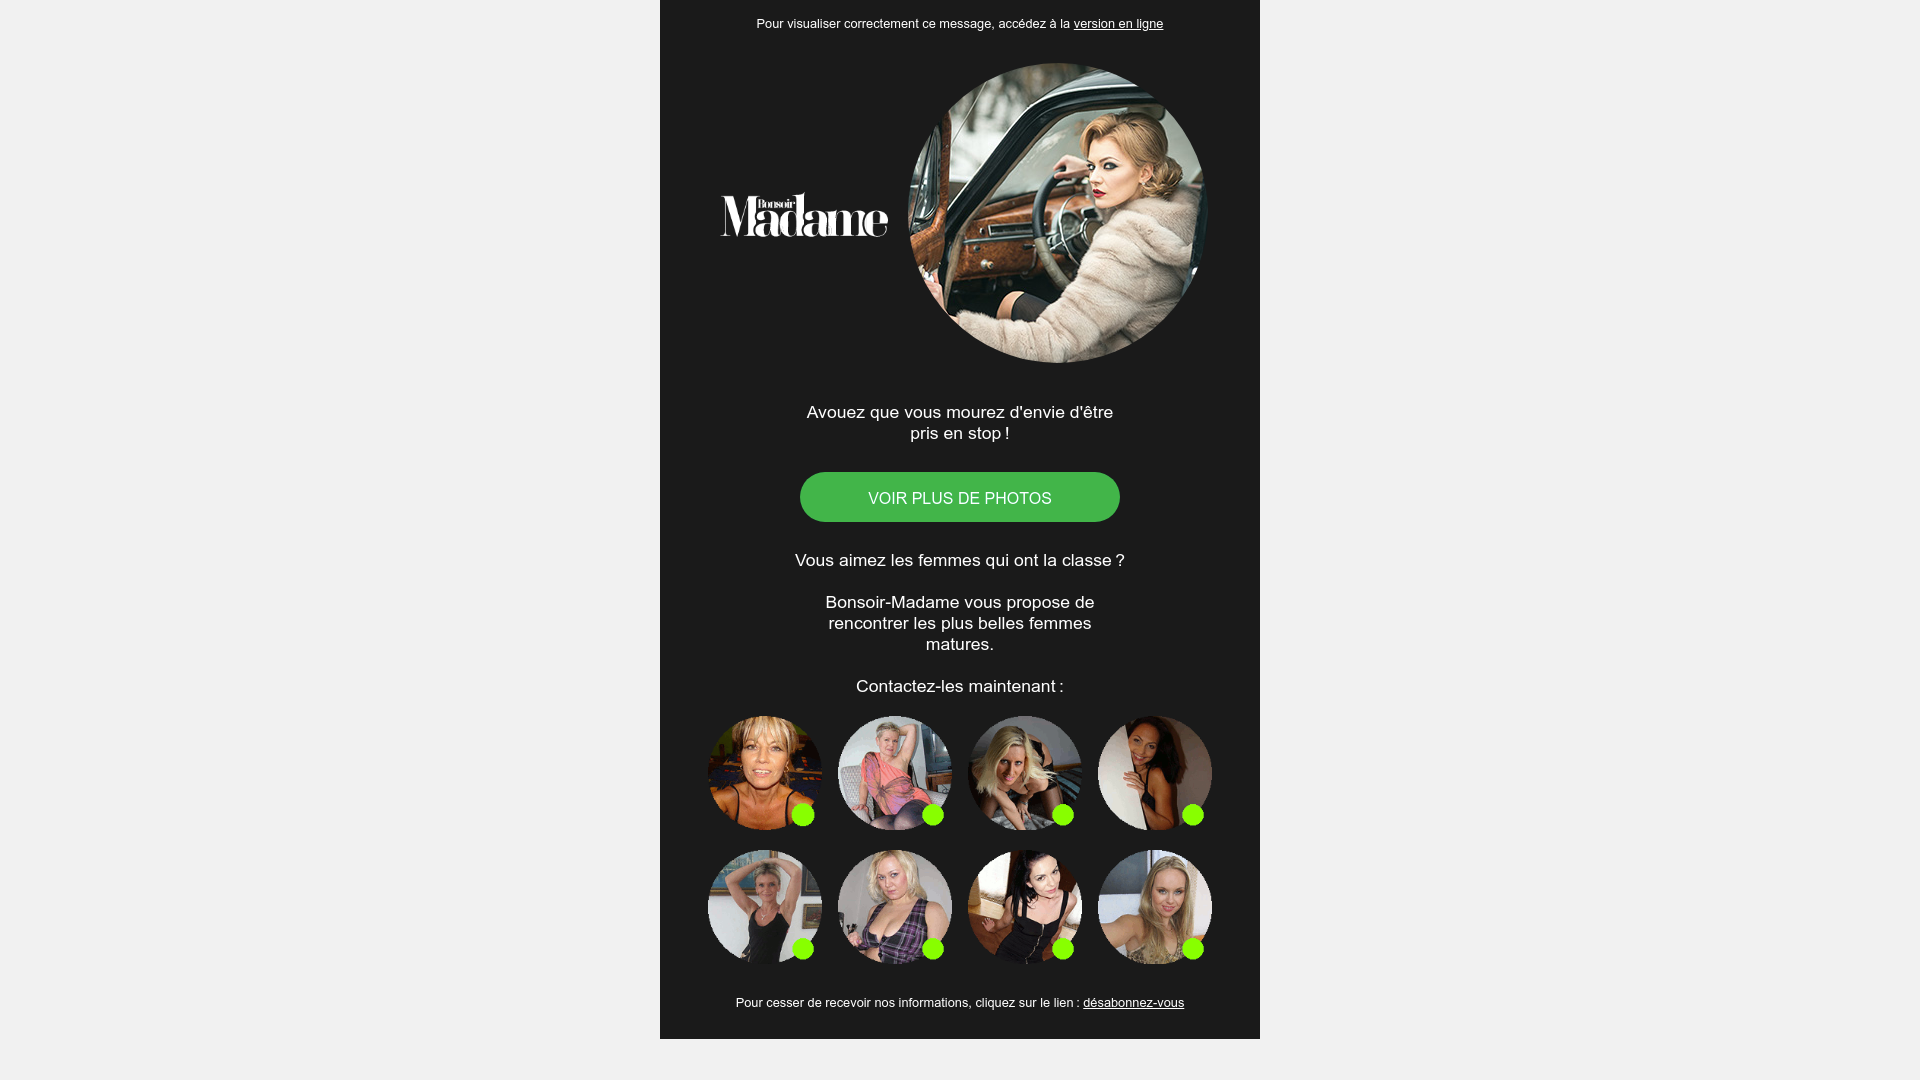 Pour visualiser correctement ce message, accédez à la version en ligne
Bonsoir
Madame
Avouez que vous mourez d'envie d'être
pris en stop !
VOIR PLUS DE PHOTOS
Vous aimez les femmes qui ont la classe ?
Bonsoir-Madame vous propose de
rencontrer les plus belles femmes
matures.
Contactez-les maintenant :
Pour cesser de recevoir nos informations, cliquez sur le lien : désabonnez-vous